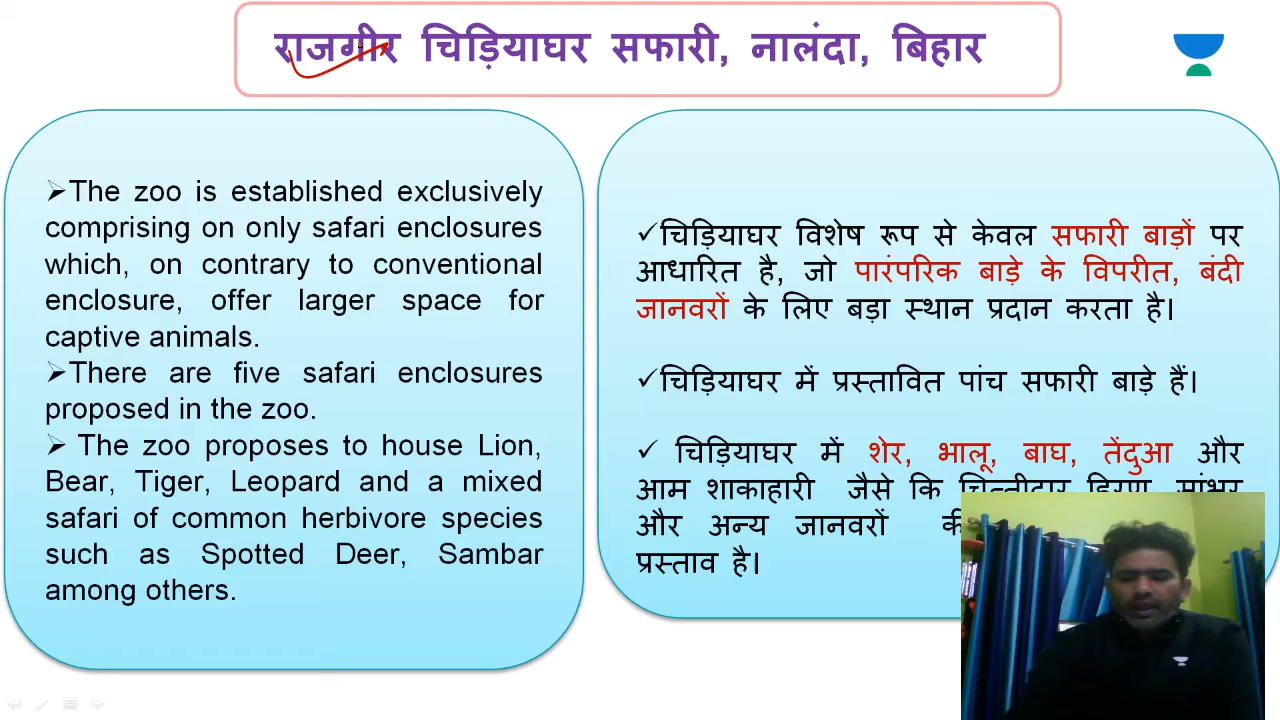 राजगीर चिड़ियाघर सफारी, नालंदा, बिहार
➢The zoo is established exclusively
comprising on only safari enclosures
which, on contrary to conventional
enclosure, offer larger space for
captive animals.
➢There are five safari enclosures
proposed in the zoo.
➢ The zoo proposes to house Lion,
Bear, Tiger, Leopard and a mixed
safari of common herbivore species
such as Spotted Deer, Sambar
among others.
✓चिड़ियाघर विशेष रूप से केवल सफारी बाड़ों पर
आधारित है, जो पारंपरिक बाड़े के विपरीत, बंदी
जानवरों के लिए बड़ा स्थान प्रदान करता है।
✓चिड़ियाघर में प्रस्तावित पांच सफारी बाड़े हैं।
✓ चिड़ियाघर में शेर, भालू, बाघ, तेंदुआ और
आम शाकाहारी जैसे कि चित्तीदार हिरण, सांभर
और अन्य जानवरों
प्रस्ताव है।